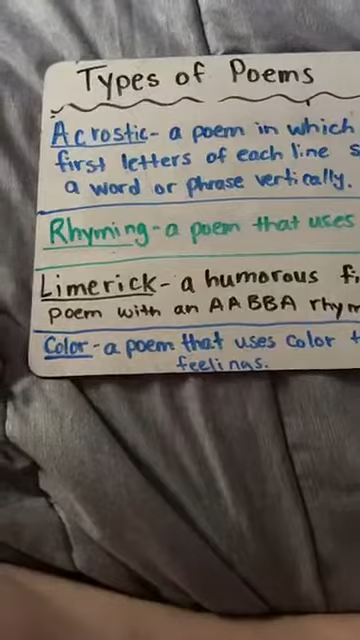 Types of Poems
Acrostic - a poem in which
first letters of each line
a word or phrase vertically.
Rhyming - a poem that uses
Limerick - a humorous
poem with an AABBA
Color - a poem that uses color
feelings.